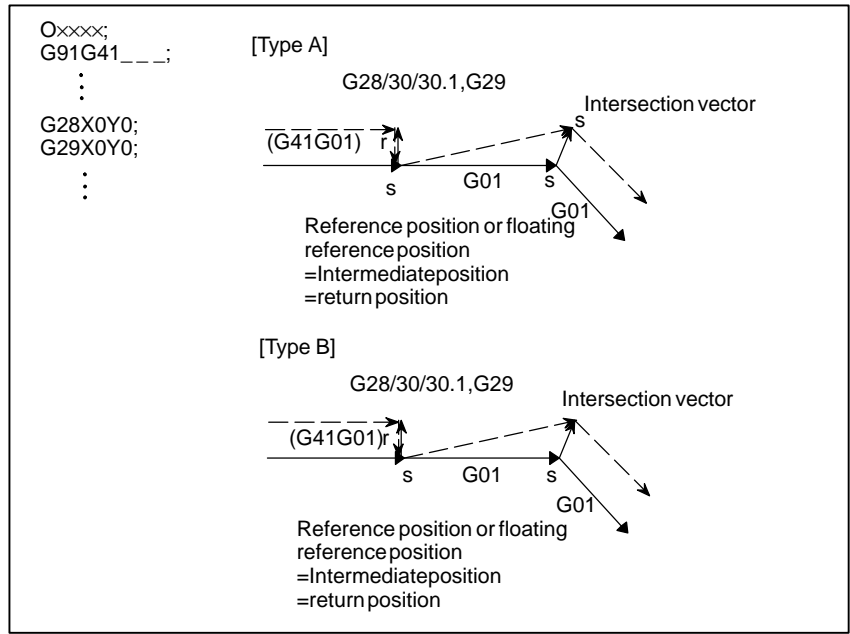 O××××;
G91G41_ _ _;
G28X0Y0;
G29X0Y0;
[Type A]
G28/30/30.1,G29
Intersection vector
s
(G41G01)
r
s
G01
s
G01
Reference position or floating
reference position
=Intermediate position
=return position
[Type B]
G28/30/30.1,G29
Intersection vector
(G41G01)
r
s
G01
s
G01
Reference position or floating
reference position
=Intermediate position
=return position